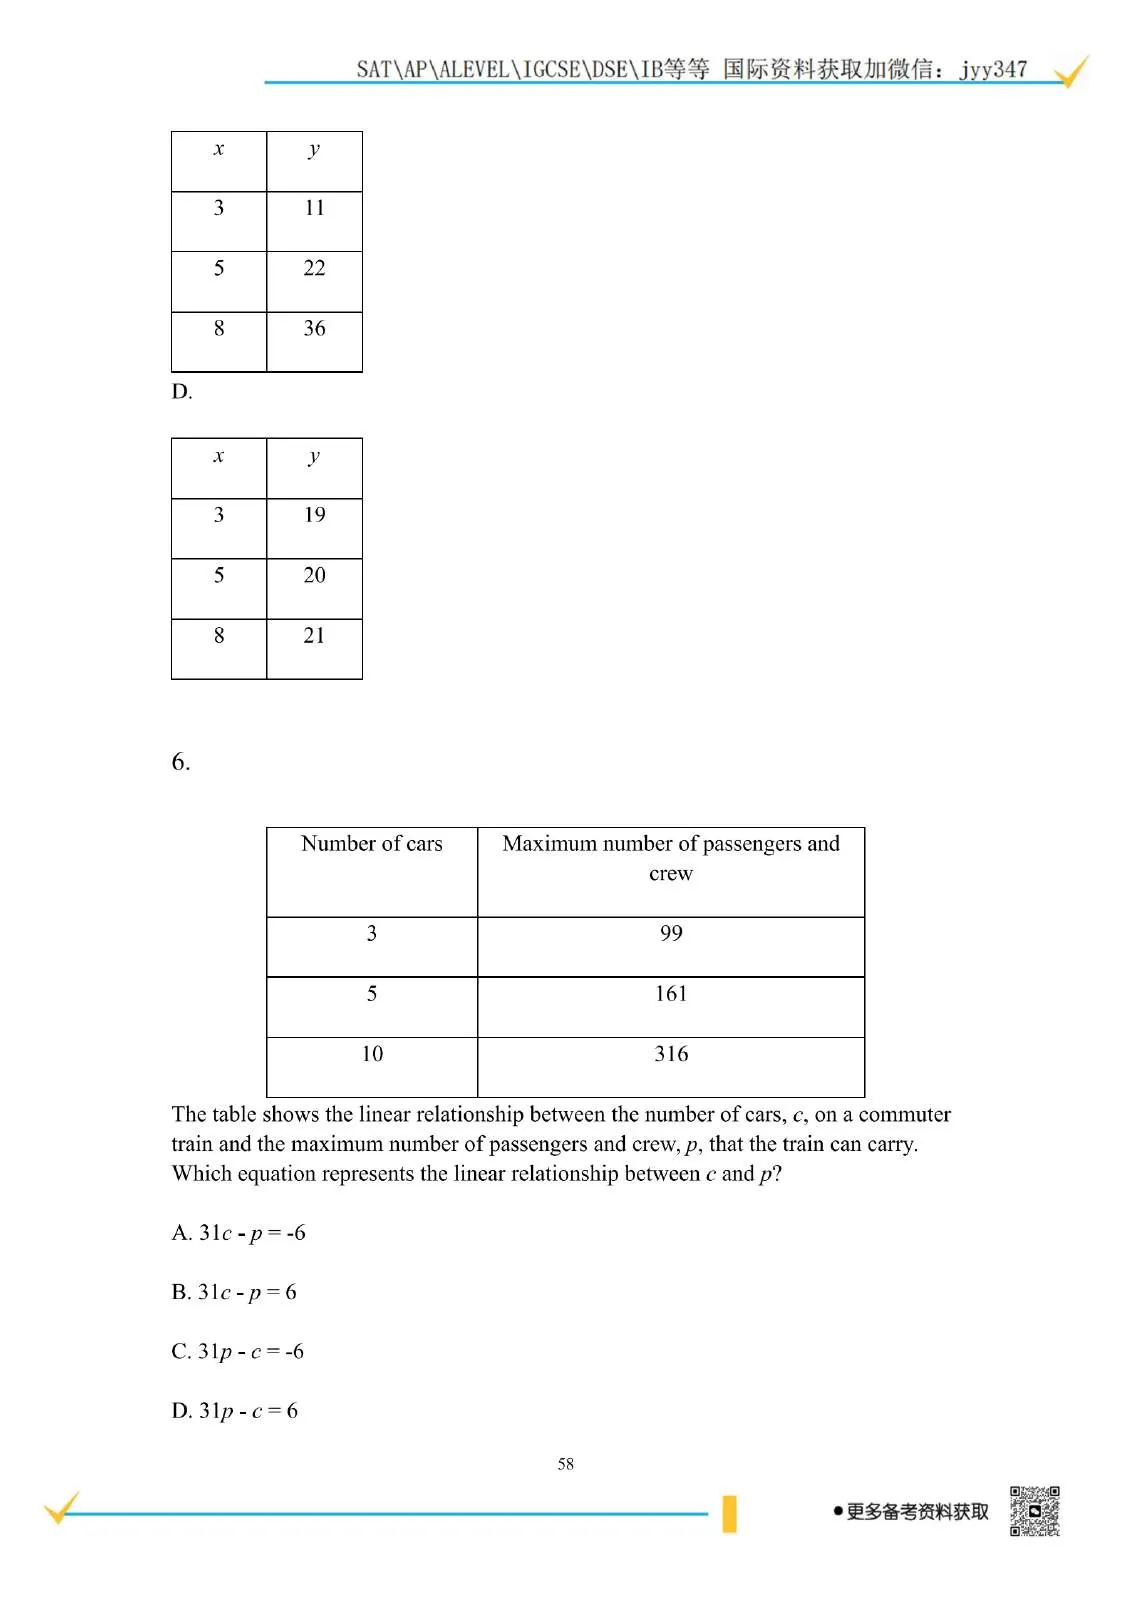 SAT\AP\ALEVEL\IGCSE\DSE\IB等等 国际资料获取加微信：jyy347
x y
3 11
5 22
8 36
D.
x y
3 19
5 20
8 21
6.
Number of cars Maximum number of passengers and
crew
3 99
5 161
10 316
The table shows the linear relationship between the number of cars, c, on a commuter
train and the maximum number of passengers and crew, p, that the train can carry.
Which equation represents the linear relationship between c and p?
A. 31c - p = -6
B. 31c - p = 6
C. 31p - c = -6
D. 31p - c = 6
58
●更多备考资料获取